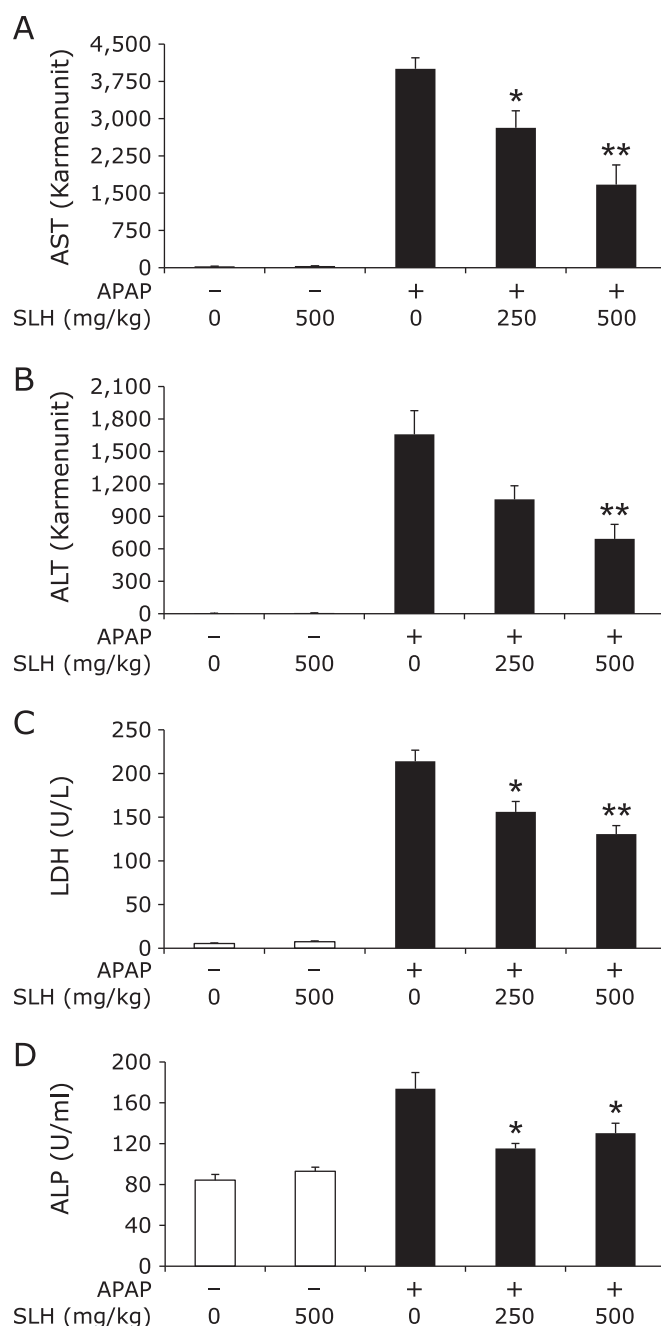 A
AST (Karmenunit)
4,500
3,750
3,000
2,250
1,500
750
0
*
**
APAP − − + + +
SLH (mg/kg) 0 500 0 250 500
B
ALT (Karmenunit)
2,100
1,800
1,500
1,200
900
600
300
0
**
APAP − − + + +
SLH (mg/kg) 0 500 0 250 500
C
LDH (U/L)
250
200
150
100
50
0
*
**
APAP − − + + +
SLH (mg/kg) 0 500 0 250 500
D
ALP (U/ml)
200
160
120
80
40
0
*
*
APAP − − + + +
SLH (mg/kg) 0 500 0 250 500